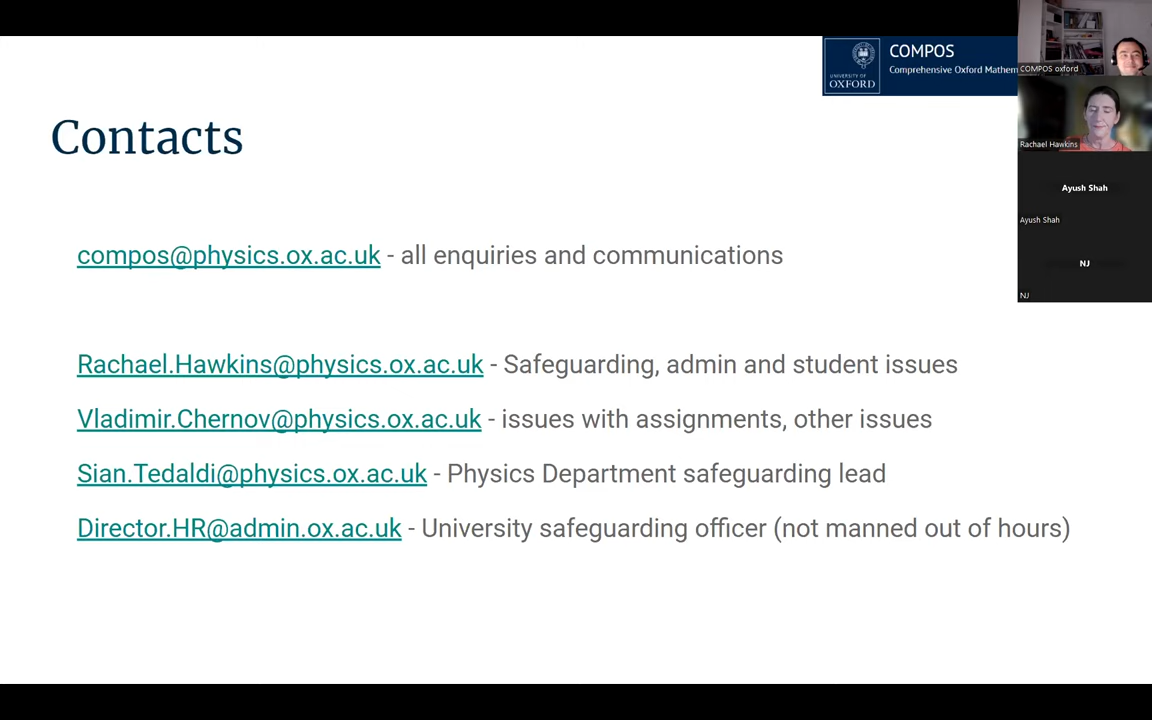 COMPOS
Comprehensive Oxford Mathem
UNIVERSITY OF
OXFORD
COMPOS oxford
Rachael Hawkins
Ayush Shah
Ayush Shah
NJ
NJ
Contacts
compos@physics.ox.ac.uk - all enquiries and communications
Rachael.Hawkins@physics.ox.ac.uk - Safeguarding, admin and student issues
Vladimir.Chernov@physics.ox.ac.uk - issues with assignments, other issues
Sian.Tedaldi@physics.ox.ac.uk - Physics Department safeguarding lead
Director.HR@admin.ox.ac.uk - University safeguarding officer (not manned out of hours)